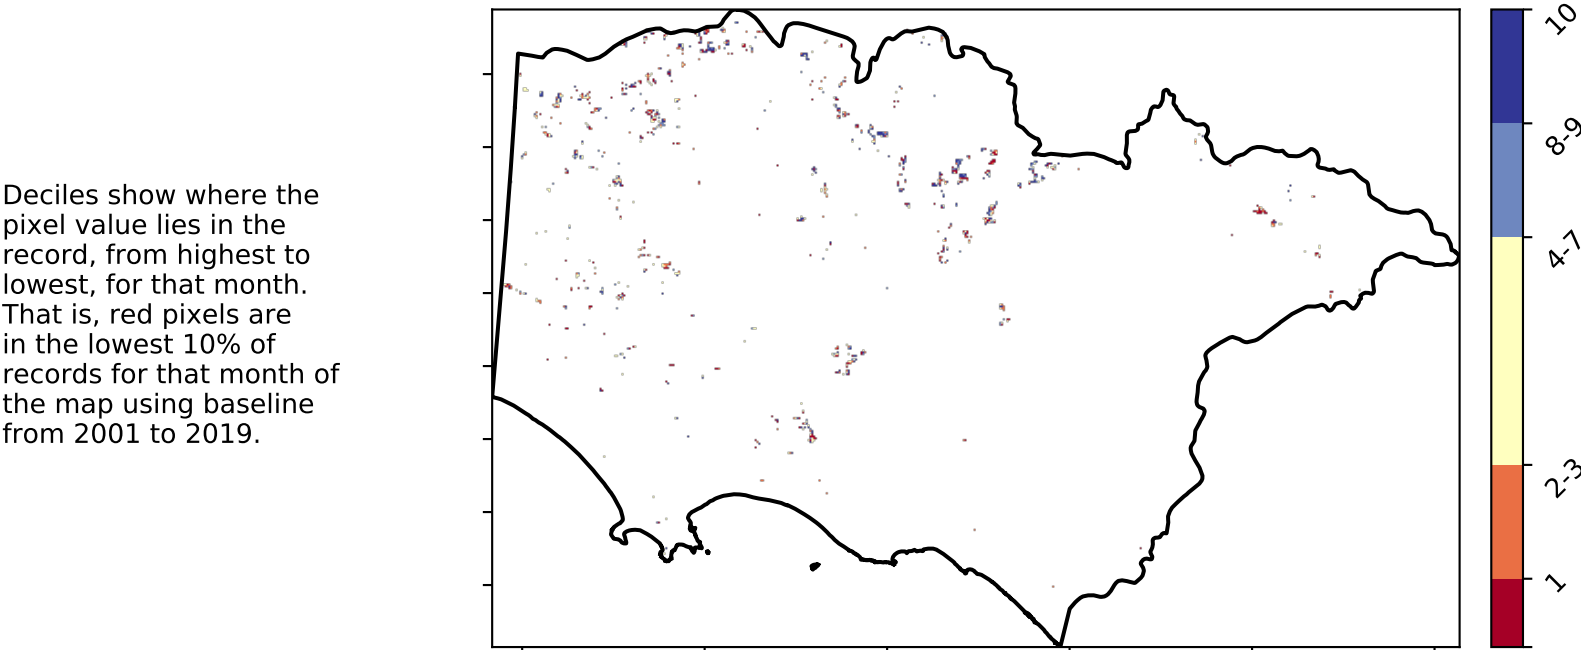 Deciles show where the
pixel value lies in the
record, from highest to
lowest, for that month.
That is, red pixels are
in the lowest 10% of
records for that month of
the map using baseline
from 2001 to 2019.
10
8-9
4-7
2-3
1